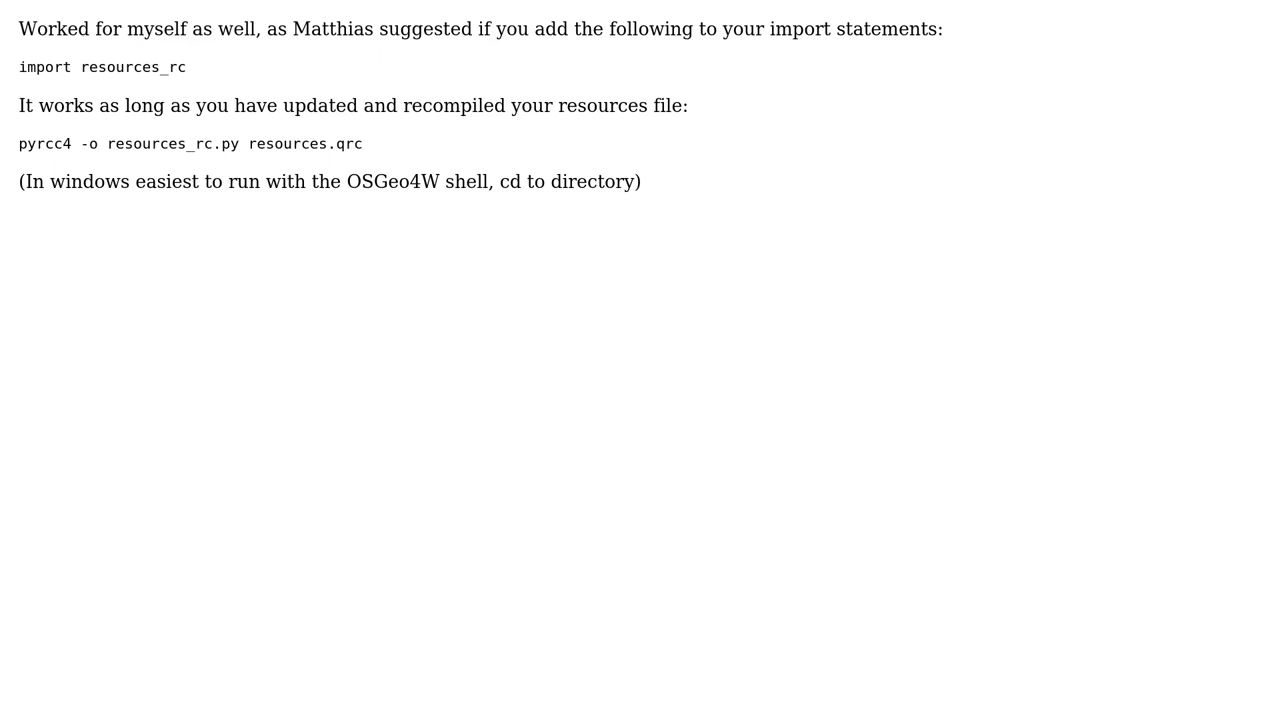 Worked for myself as well, as Matthias suggested if you add the following to your import statements:
import resources_rc
It works as long as you have updated and recompiled your resources file:
pyrcc4 -o resources_rc.py resources.qrc
(In windows easiest to run with the OSGeo4W shell, cd to directory)